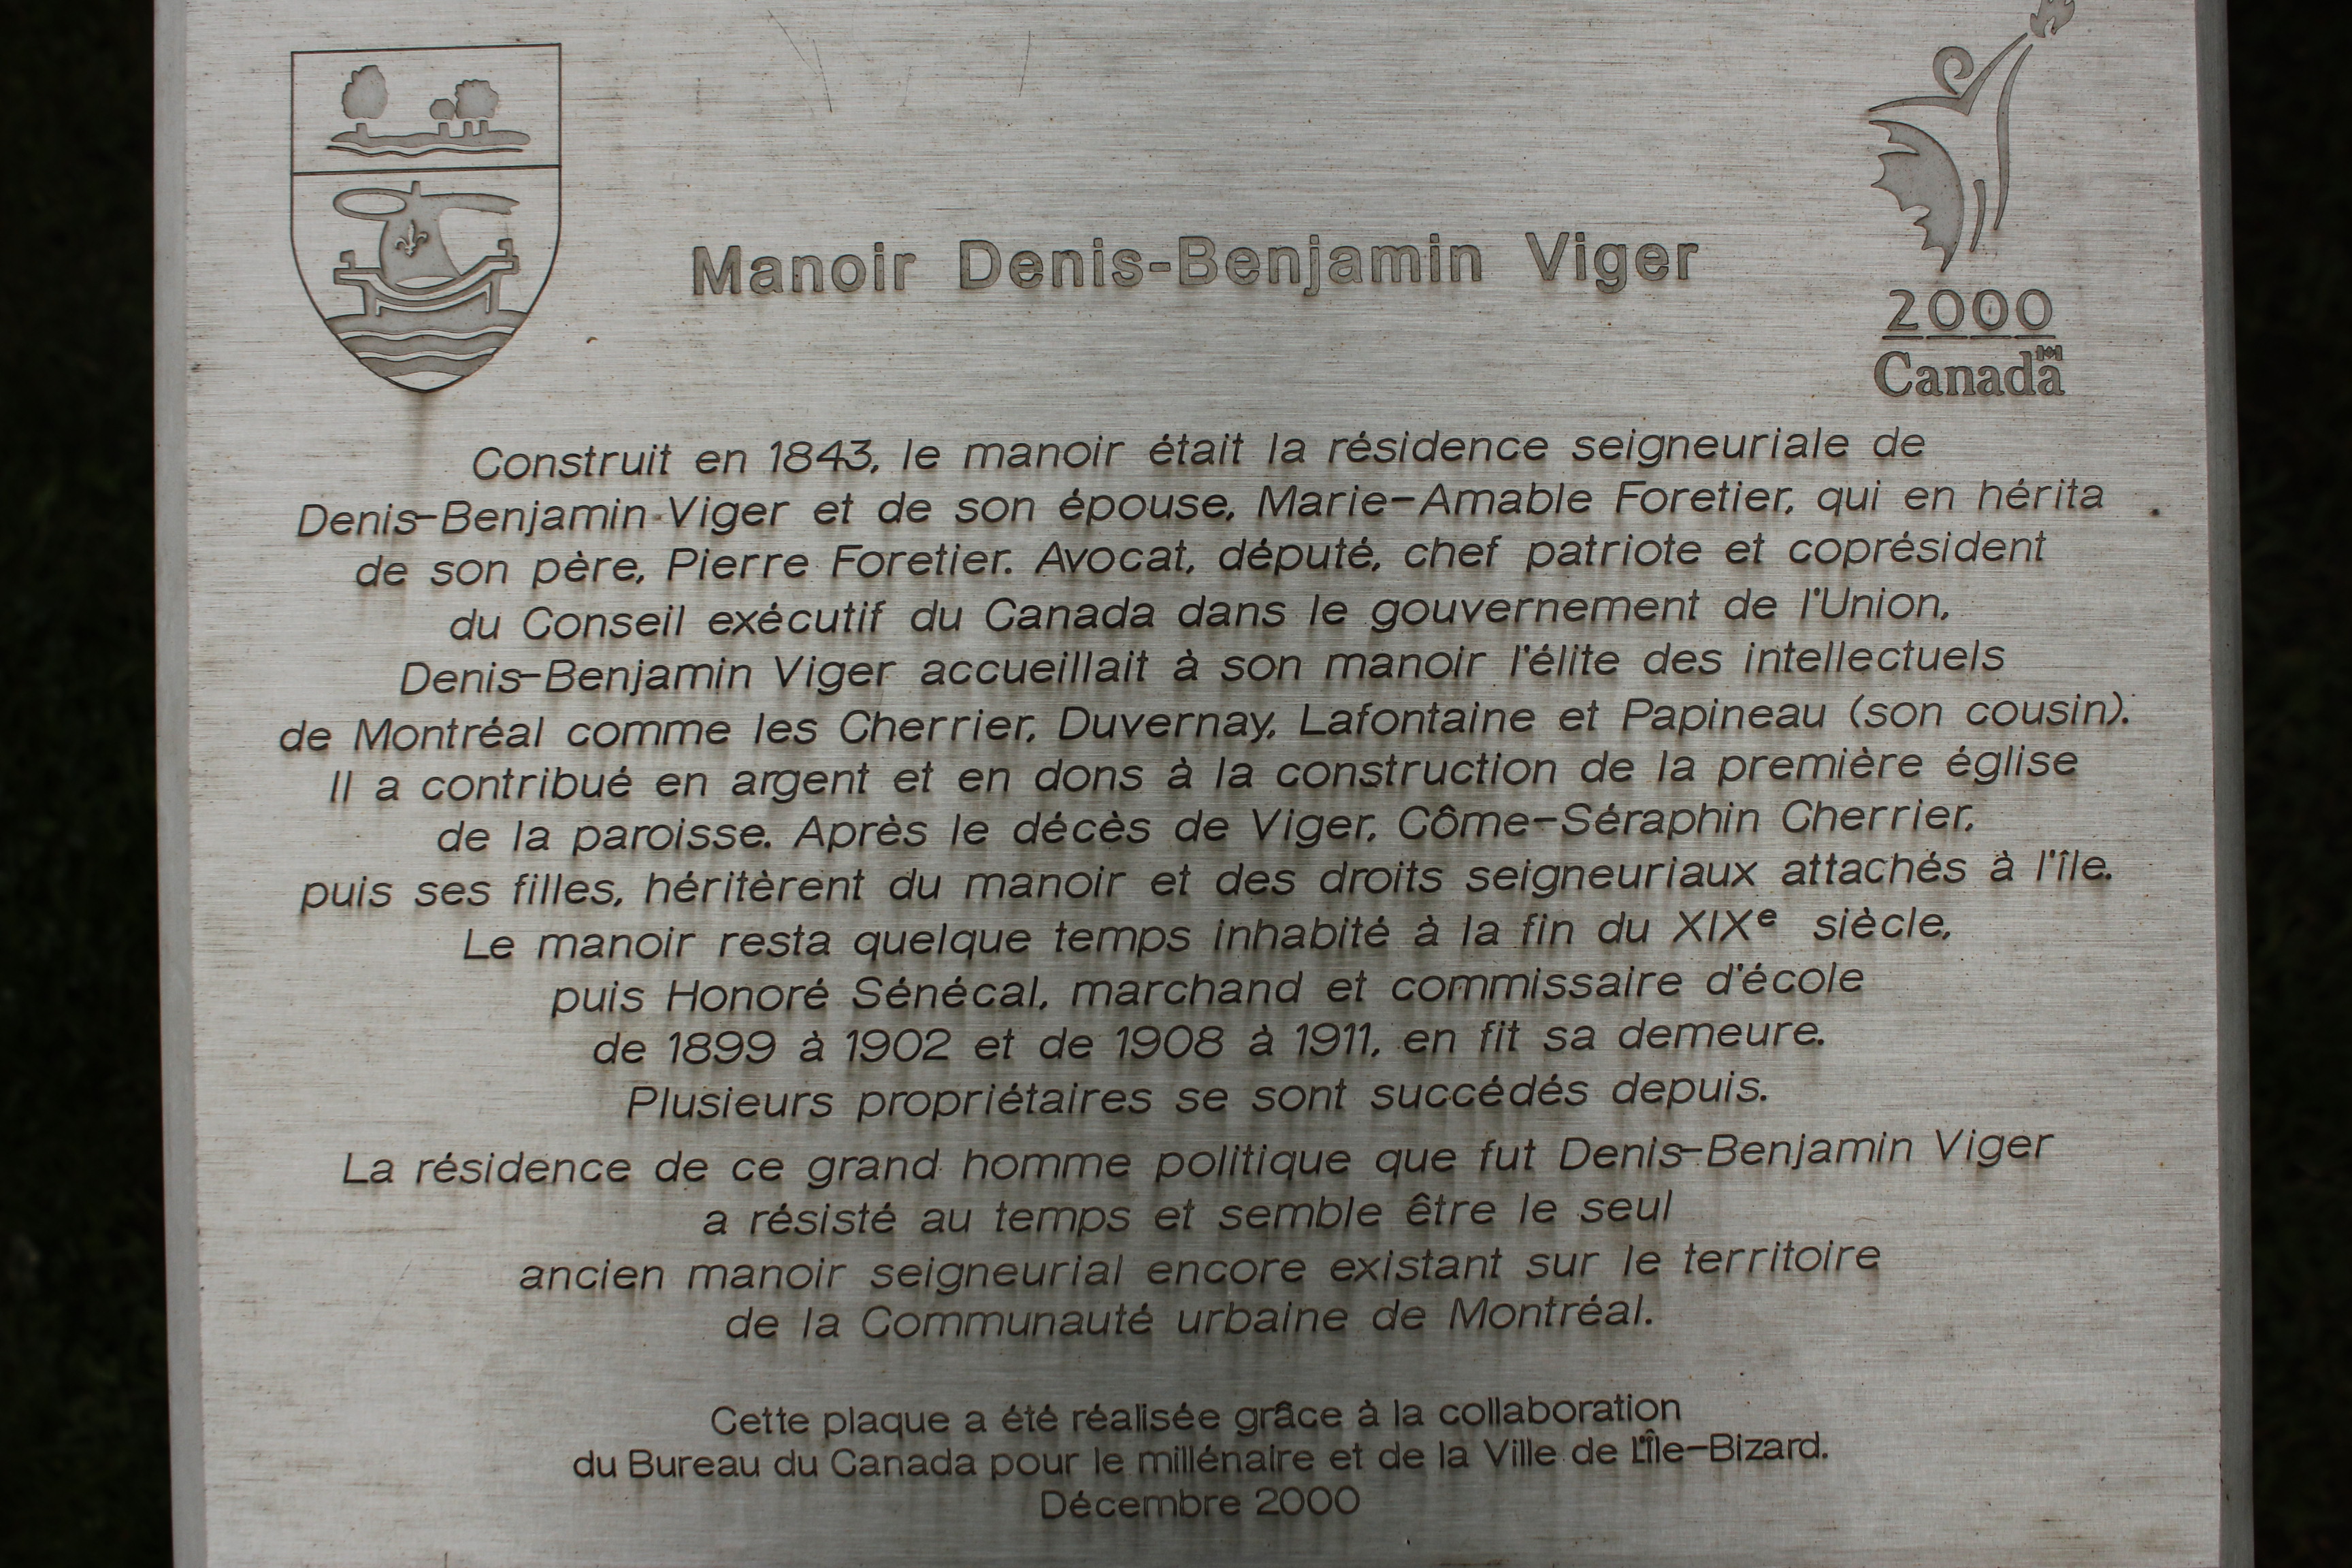 Manoir Denis-Benjamin Viger
2000
Canada
Construit en 1843, le manoir était la résidence seigneuriale de
Denis-Benjamin Viger et de son épouse, Marie-Amable Foretier, qui en hérita
de son père, Pierre Foretier. Avocat, député, chef patriote et coprésident
du Conseil exécutif du Canada dans le gouvernement de l'Union,
Denis-Benjamin Viger accueillait à son manoir l'élite des intellectuels
de Montréal comme les Cherrier, Duvernay, Lafontaine et Papineau (son cousin).
Il a contribué en argent et en dons à la construction de la première église
de la paroisse. Après le décès de Viger, Côme-Séraphin Cherrier,
puis ses filles, héritèrent du manoir et des droits seigneuriaux attachés à l'île.
Le manoir resta quelque temps inhabité à la fin du XIXe siècle,
puis Honoré Sénécal, marchand et commissaire d'école
de 1899 à 1902 et de 1908 à 1911, en fit sa demeure.
Plusieurs propriétaires se sont succédés depuis.
La résidence de ce grand homme politique que fut Denis-Benjamin Viger
a résisté au temps et semble être le seul
ancien manoir seigneurial encore existant sur le territoire
de la Communauté urbaine de Montréal.
Cette plaque a été réalisée grâce à la collaboration
du Bureau du Canada pour le millénaire et de la Ville de L'Île-Bizard.
Décembre 2000